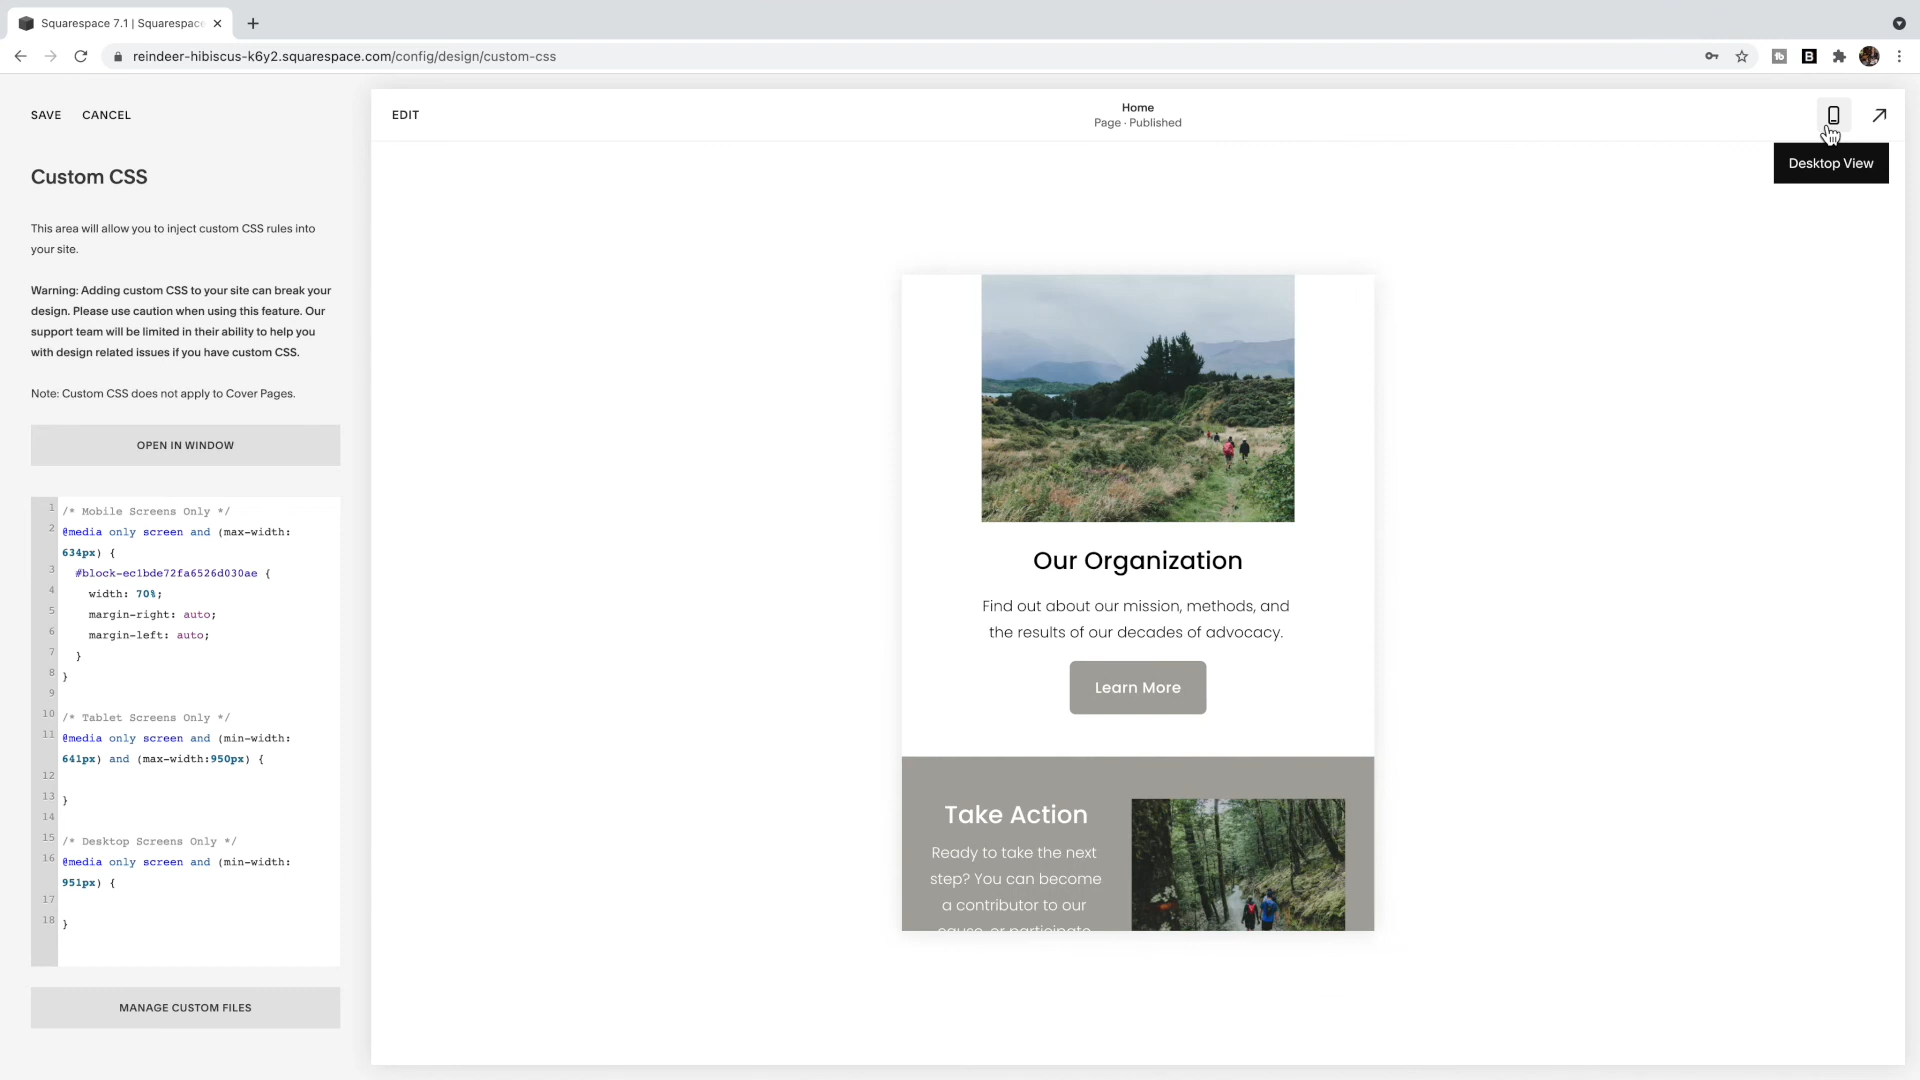 Squarespace 7.1 | Squarespace
reindeer-hibiscus-k6y2.squarespace.com/config/design/custom-css
SAVE CANCEL
EDIT
Home
Page · Published
Desktop View
Custom CSS
This area will allow you to inject custom CSS rules into
your site.
Warning: Adding custom CSS to your site can break your
design. Please use caution when using this feature. Our
support team will be limited in their ability to help you
with design related issues if you have custom CSS.
Note: Custom CSS does not apply to Cover Pages.
OPEN IN WINDOW
1 /* Mobile Screens Only */
2 @media only screen and (max-width:
634px) {
3 #block-ec1bde72fa6526d030ae {
4 width: 70%;
5 margin-right: auto;
6 margin-left: auto;
7 }
8 }
9
10 /* Tablet Screens Only */
11 @media only screen and (min-width:
641px) and (max-width:950px) {
12
13 }
14
15 /* Desktop Screens Only */
16 @media only screen and (min-width:
951px) {
17
18 }
MANAGE CUSTOM FILES
Our Organization
Find out about our mission, methods, and
the results of our decades of advocacy.
Learn More
Take Action
Ready to take the next
step? You can become
a contributor to our
cause, or participate